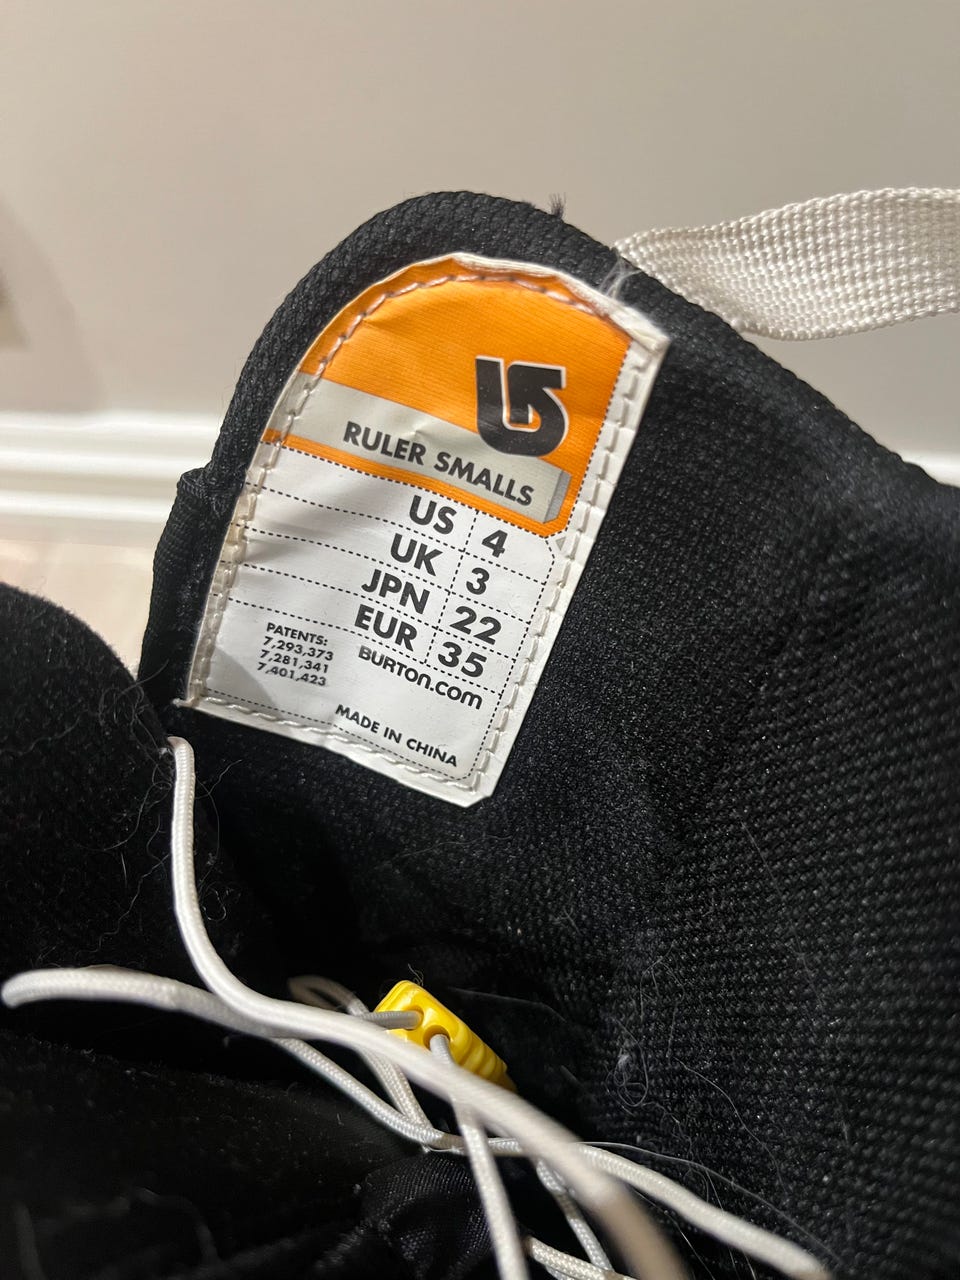 RULER SMALLS
US 4
UK 3
JPN 22
EUR 35
PATENTS:
7,293,373
7,281,341
7,401,423
BURTON.com
MADE IN CHINA